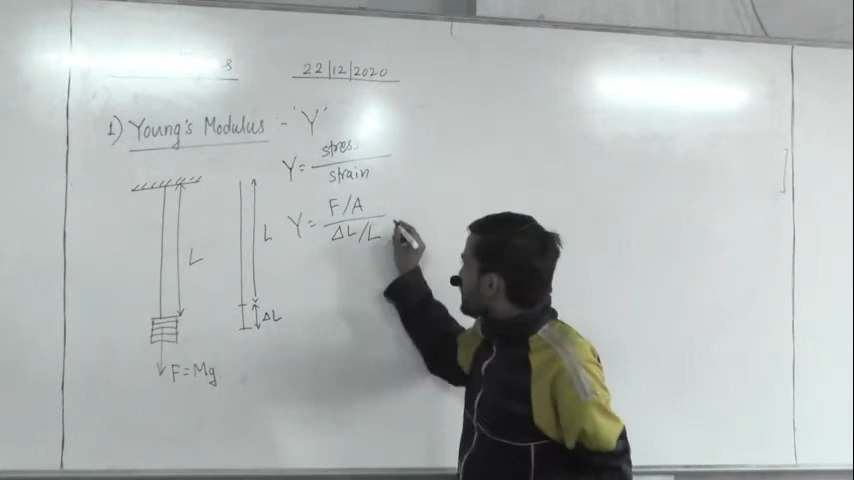 22/12/2020
1) Young's Modulus - 'Y'
Y = stress / strain
Y = F/A / ΔL/L
L
L
ΔL
F = Mg